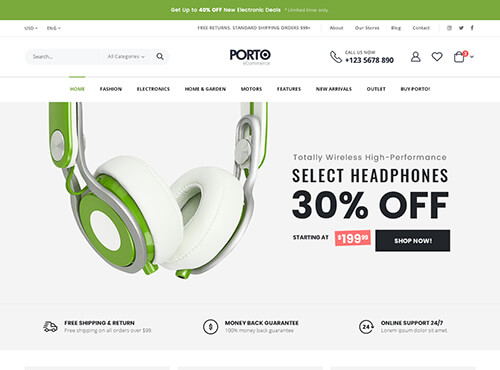 Get Up to 40% OFF New Electronic Deals * Limited time only.
USD ENG FREE RETURNS. STANDARD SHIPPING ORDERS $99+ About Our Stores Blog Contact
Search... All Categories PORTO eCommerce CALL US NOW +123 5678 890
HOME FASHION ELECTRONICS HOME & GARDEN MOTORS FEATURES NEW ARRIVALS OUTLET BUY PORTO!
Totally Wireless High-Performance
SELECT HEADPHONES
30% OFF
STARTING AT $199.99 SHOP NOW!
FREE SHIPPING & RETURN
Free shipping on all orders over $99.
MONEY BACK GUARANTEE
100% money back guarantee
24
ONLINE SUPPORT 24/7
Lorem ipsum dolor sit amet.